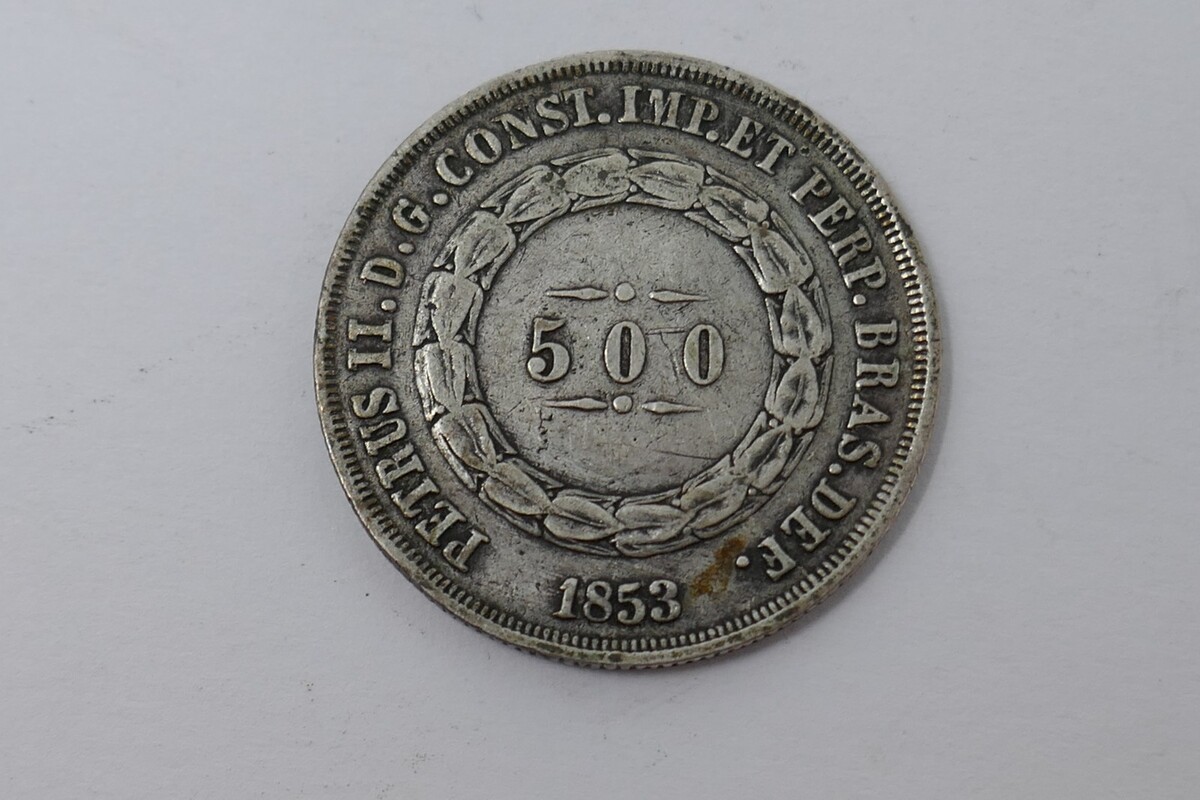 PETRUS II.D.G.CONST.IMP.ET PERP.BRAS.DEF.
500
1853